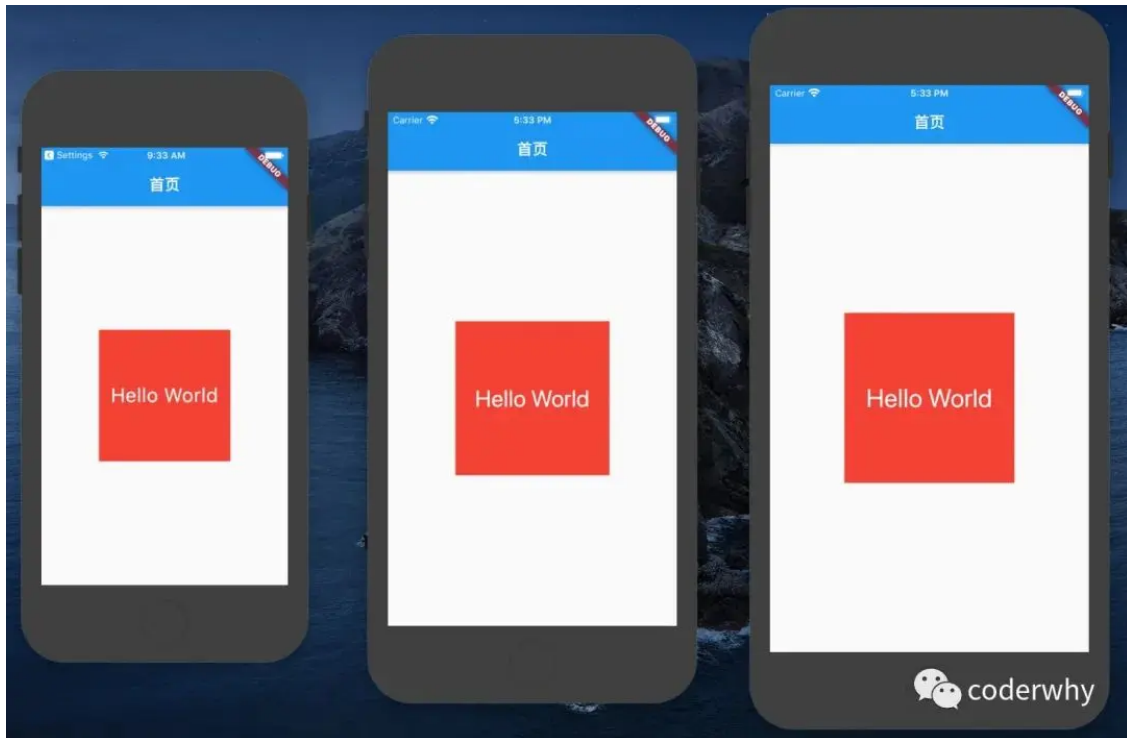 Settings 9:33 AM DEBUG
首页
Hello World
Carrier 5:33 PM DEBUG
首页
Hello World
Carrier 5:33 PM DEBUG
首页
Hello World
coderwhy